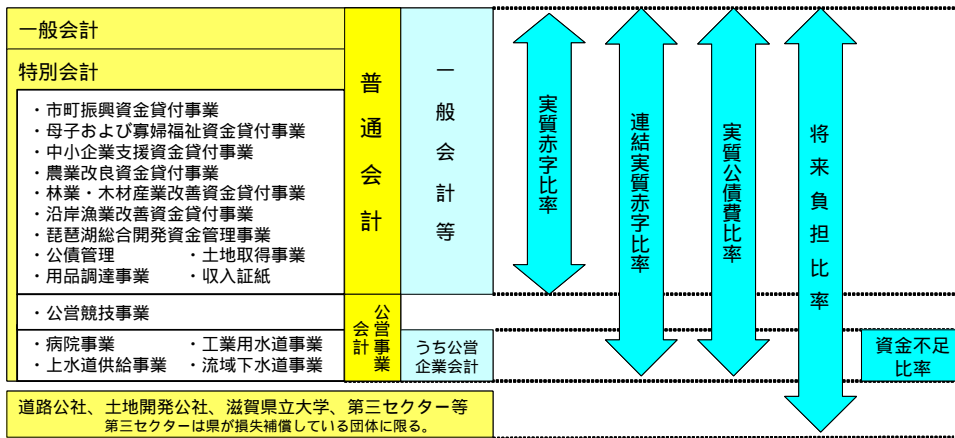 一般会計
特別会計
・市町振興資金貸付事業
・母子および寡婦福祉資金貸付事業
・中小企業支援資金貸付事業
・農業改良資金貸付事業
・林業・木材産業改善資金貸付事業
・沿岸漁業改善資金貸付事業
・琵琶湖総合開発資金管理事業
・公債管理　・土地取得事業
・用品調達事業　・収入証紙
・公営競技事業
・病院事業　・工業用水道事業
・上水道供給事業　・流域下水道事業
普通会計
公営事業
会計
一般会計等
うち公営
企業会計
実質赤字比率
連結実質赤字比率
実質公債費比率
将来負担比率
資金不足
比率
道路公社、土地開発公社、滋賀県立大学、第三セクター等
第三セクターは県が損失補償している団体に限る。